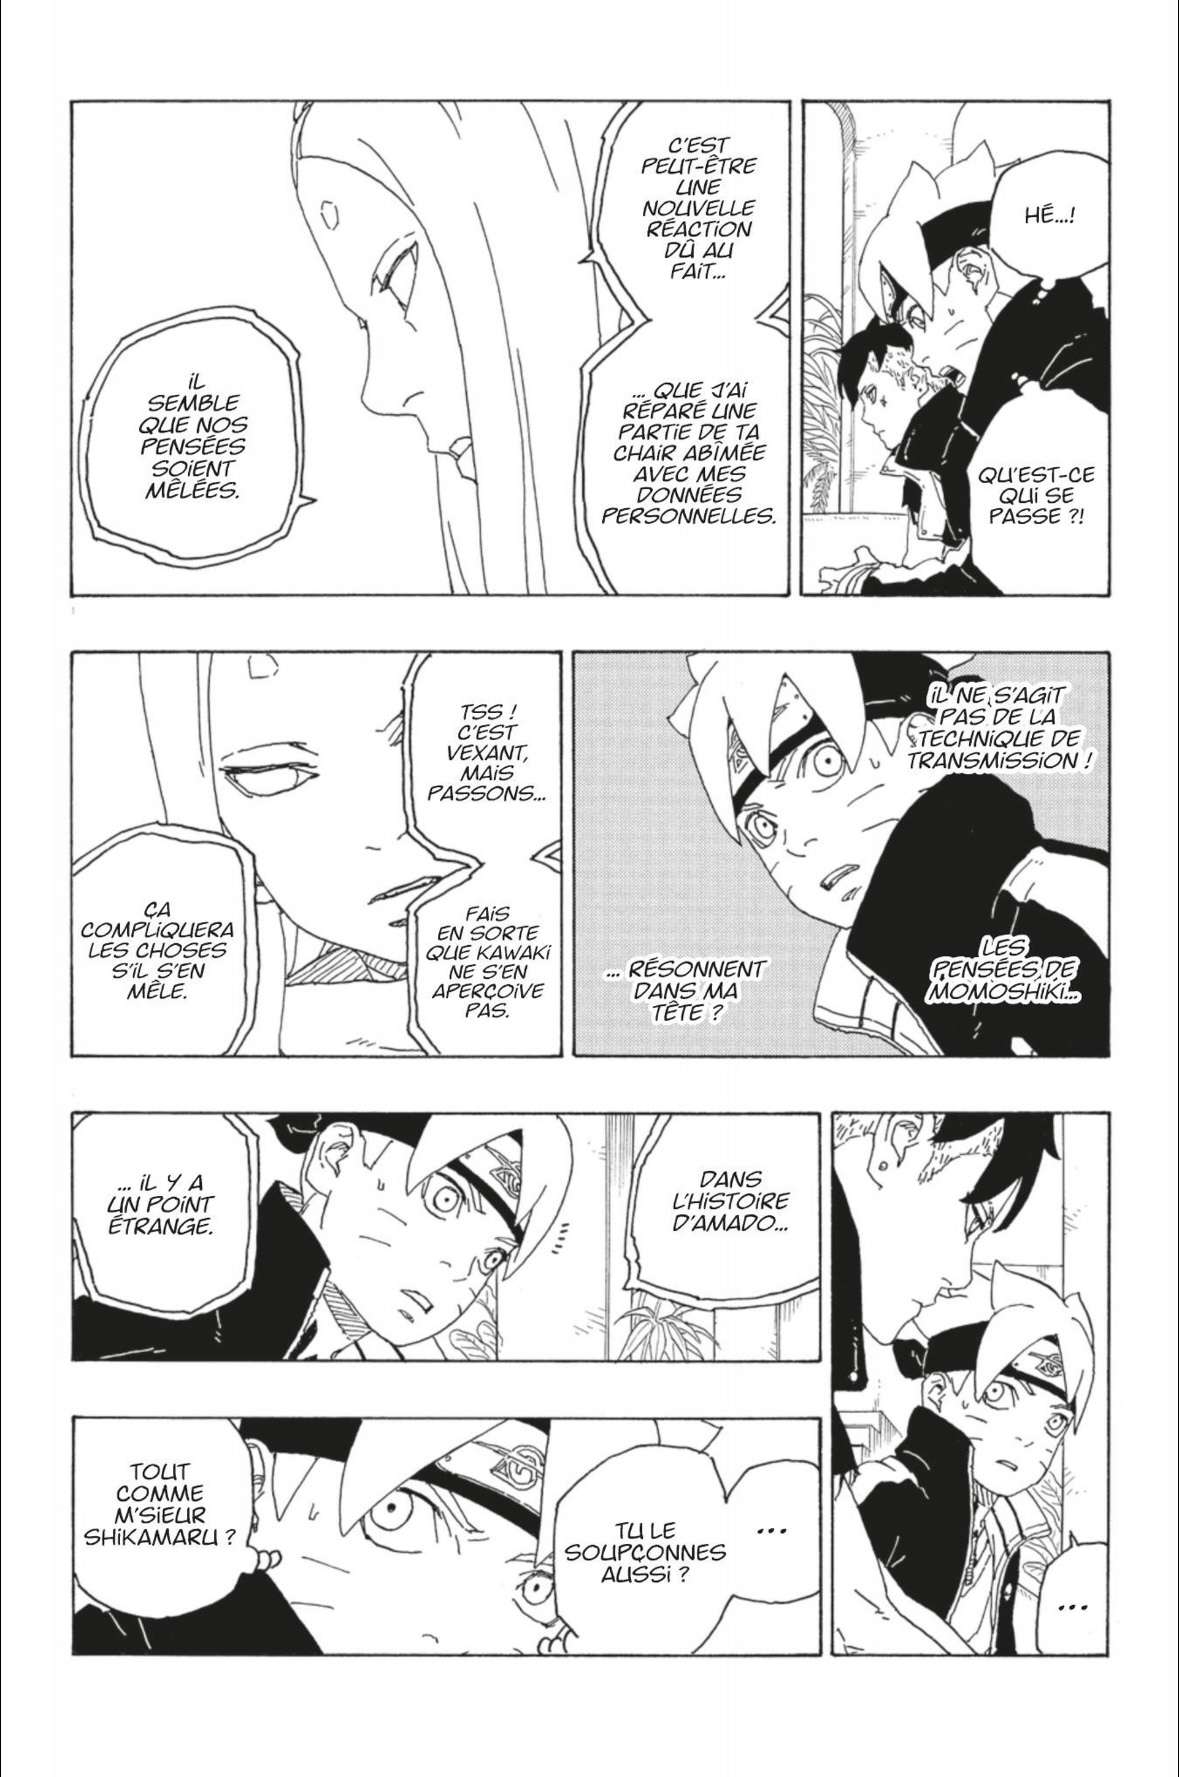 HÉ...!
QU'EST-CE
QUI SE
PASSE ?!
C'EST
PEUT-ÊTRE
UNE
NOUVELLE
RÉACTION
DÛ AU
FAIT...
... QUE J'AI
RÉPARÉ UNE
PARTIE DE TA
CHAIR ABÎMÉE
AVEC MES
DONNÉES
PERSONNELLES.
IL
SEMBLE
QUE NOS
PENSÉES
SOIENT
MÊLÉES.
IL NE S'AGIT
PAS DE LA
TECHNIQUE DE
TRANSMISSION !
LES
PENSÉES DE
MOMOSHIKI...
... RÉSONNENT
DANS MA
TÊTE ?
TSS !
C'EST
VEXANT,
MAIS
PASSONS...
FAIS
EN SORTE
QUE KAWAKI
NE S'EN
APERÇOIVE
PAS.
ÇA
COMPLIQUERA
LES CHOSES
S'IL S'EN
MÊLE.
...
DANS
L'HISTOIRE
D'AMADO...
... IL Y A
UN POINT
ÉTRANGE.
...
TU LE
SOUPÇONNES
AUSSI ?
TOUT
COMME
M'SIEUR
SHIKAMARU ?